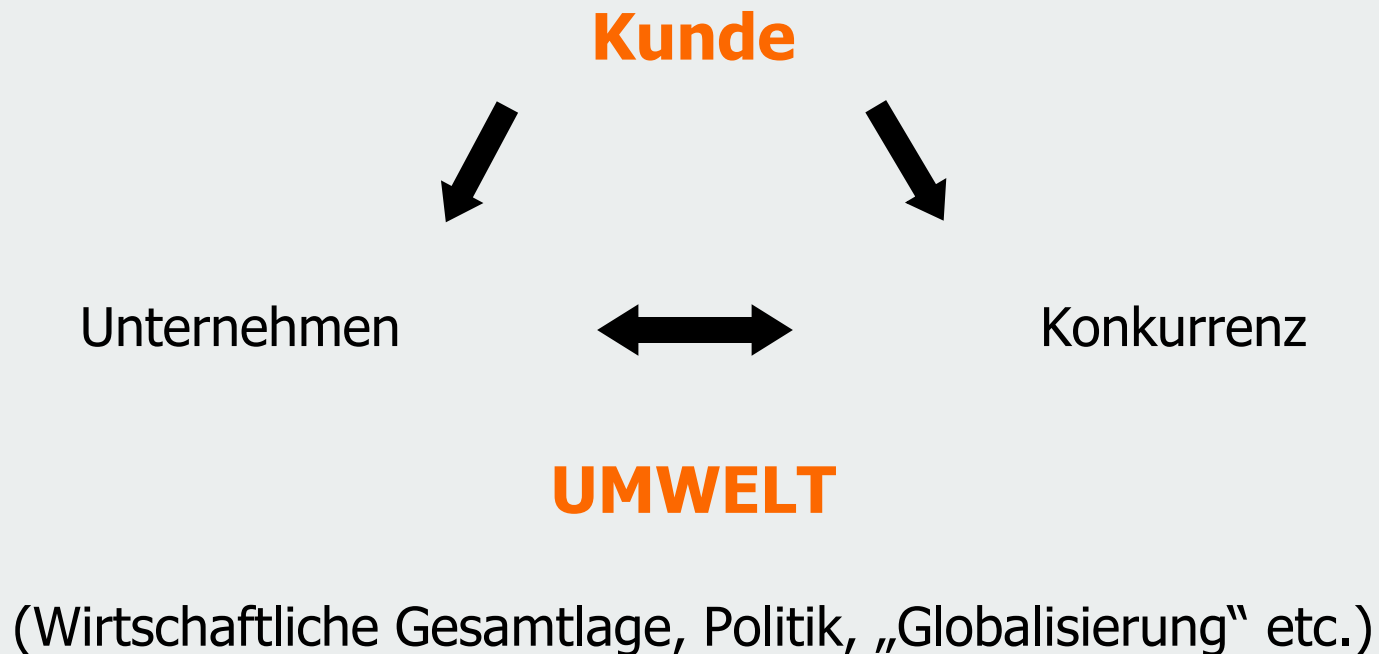 Kunde
Unternehmen Konkurrenz
UMWELT
(Wirtschaftliche Gesamtlage, Politik, „Globalisierung“ etc.)